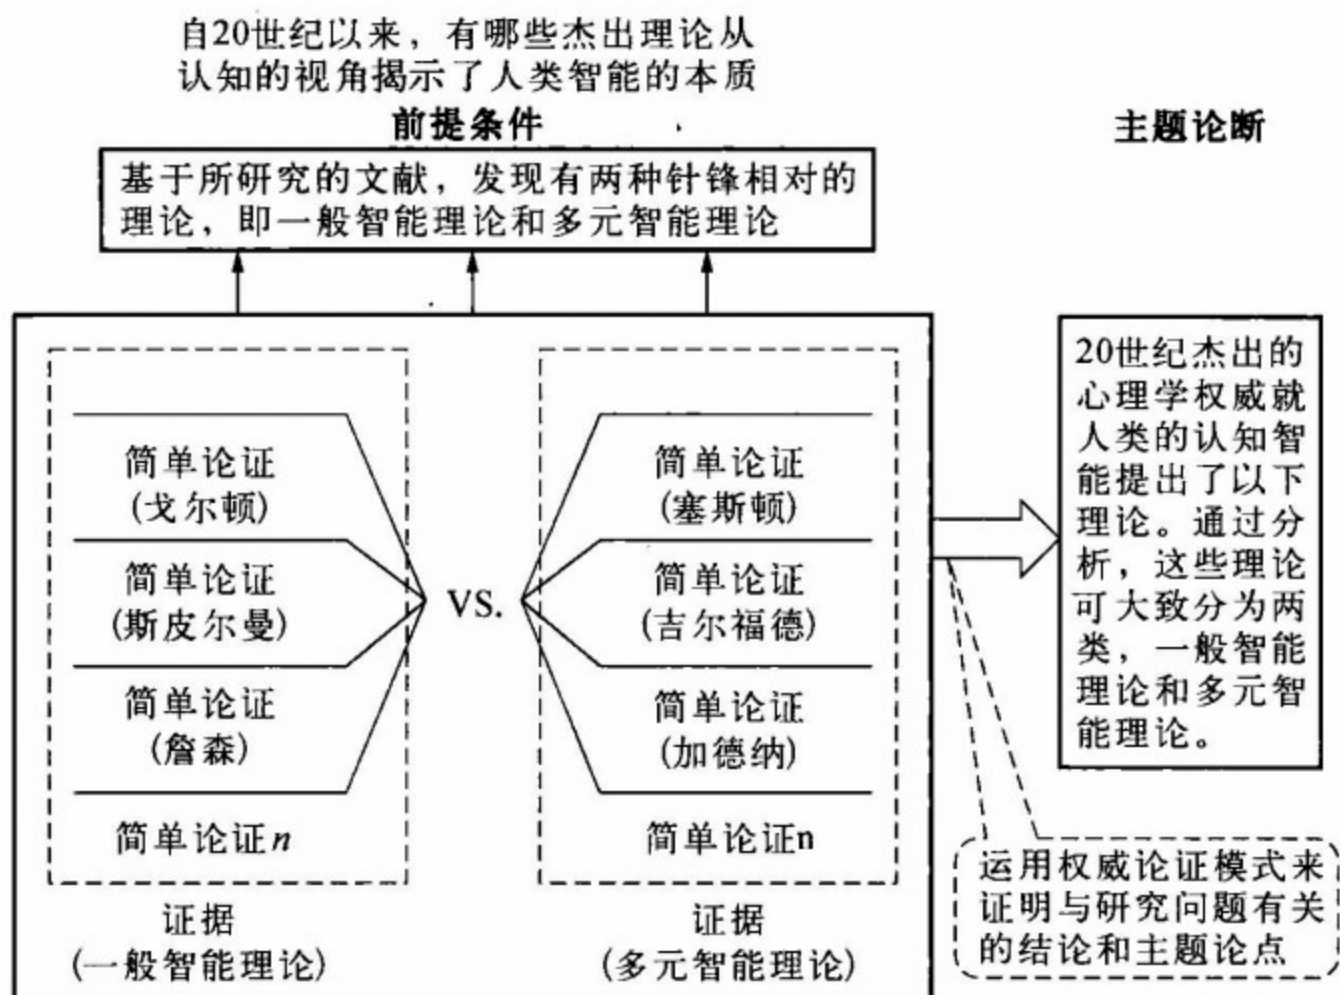 自20世纪以来，有哪些杰出理论从
认知的视角揭示了人类智能的本质
前提条件
主题论断
基于所研究的文献，发现有两种针锋相对的
理论，即一般智能理论和多元智能理论
简单论证
(戈尔顿)
简单论证
(斯皮尔曼)
简单论证
(詹森)
简单论证n
证据
(一般智能理论)
VS.
简单论证
(塞斯顿)
简单论证
(吉尔福德)
简单论证
(加德纳)
简单论证n
证据
(多元智能理论)
20世纪杰出的
心理学权威就
人类的认知智
能提出了以下
理论。通过分
析，这些理论
可大致分为两
类，一般智能
理论和多元智
能理论。
运用权威论证模式来
证明与研究问题有关
的结论和主题论点